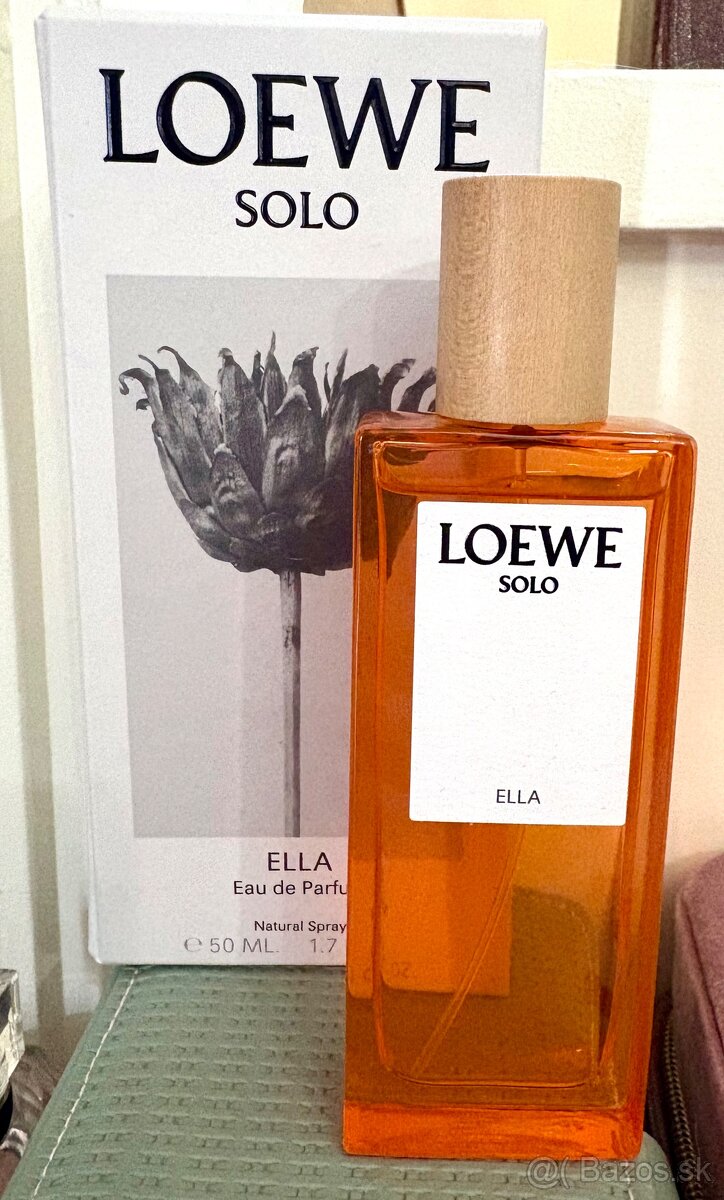 LOEWE
SOLO
ELLA
Eau de Parfu
Natural Spray
℮ 50 ML. 1.7
LOEWE
SOLO
ELLA
@( Bazos.sk